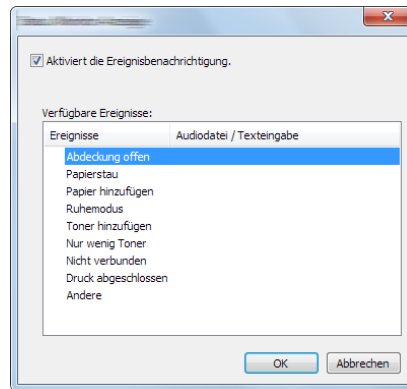 Aktiviert die Ereignisbenachrichtigung.
Verfügbare Ereignisse:
Ereignisse Audiodatei / Texteingabe
Abdeckung offen
Papierstau
Papier hinzufügen
Ruhemodus
Toner hinzufügen
Nur wenig Toner
Nicht verbunden
Druck abgeschlossen
Andere
OK Abbrechen